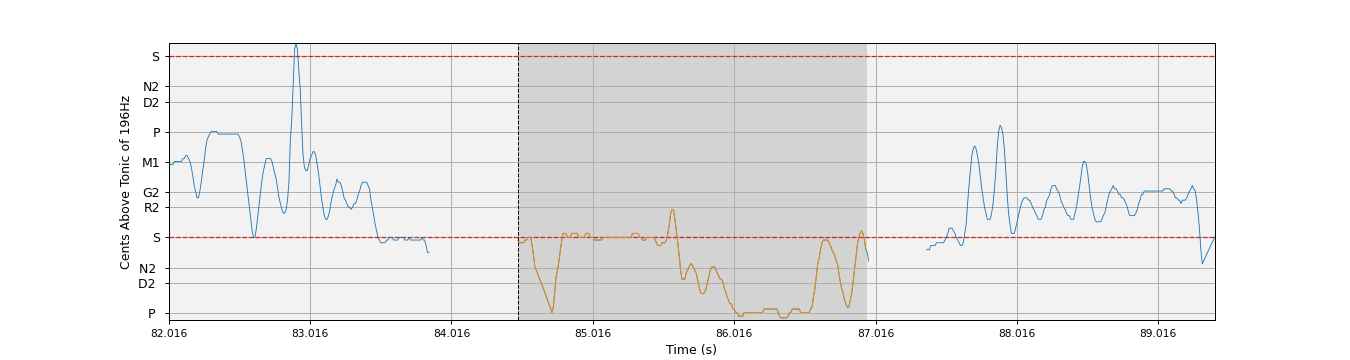 Cents Above Tonic of 196Hz
S
N2
D2
P
M1
G2
R2
S
N2
D2
P
82.016 83.016 84.016 85.016 86.016 87.016 88.016 89.016
Time (s)